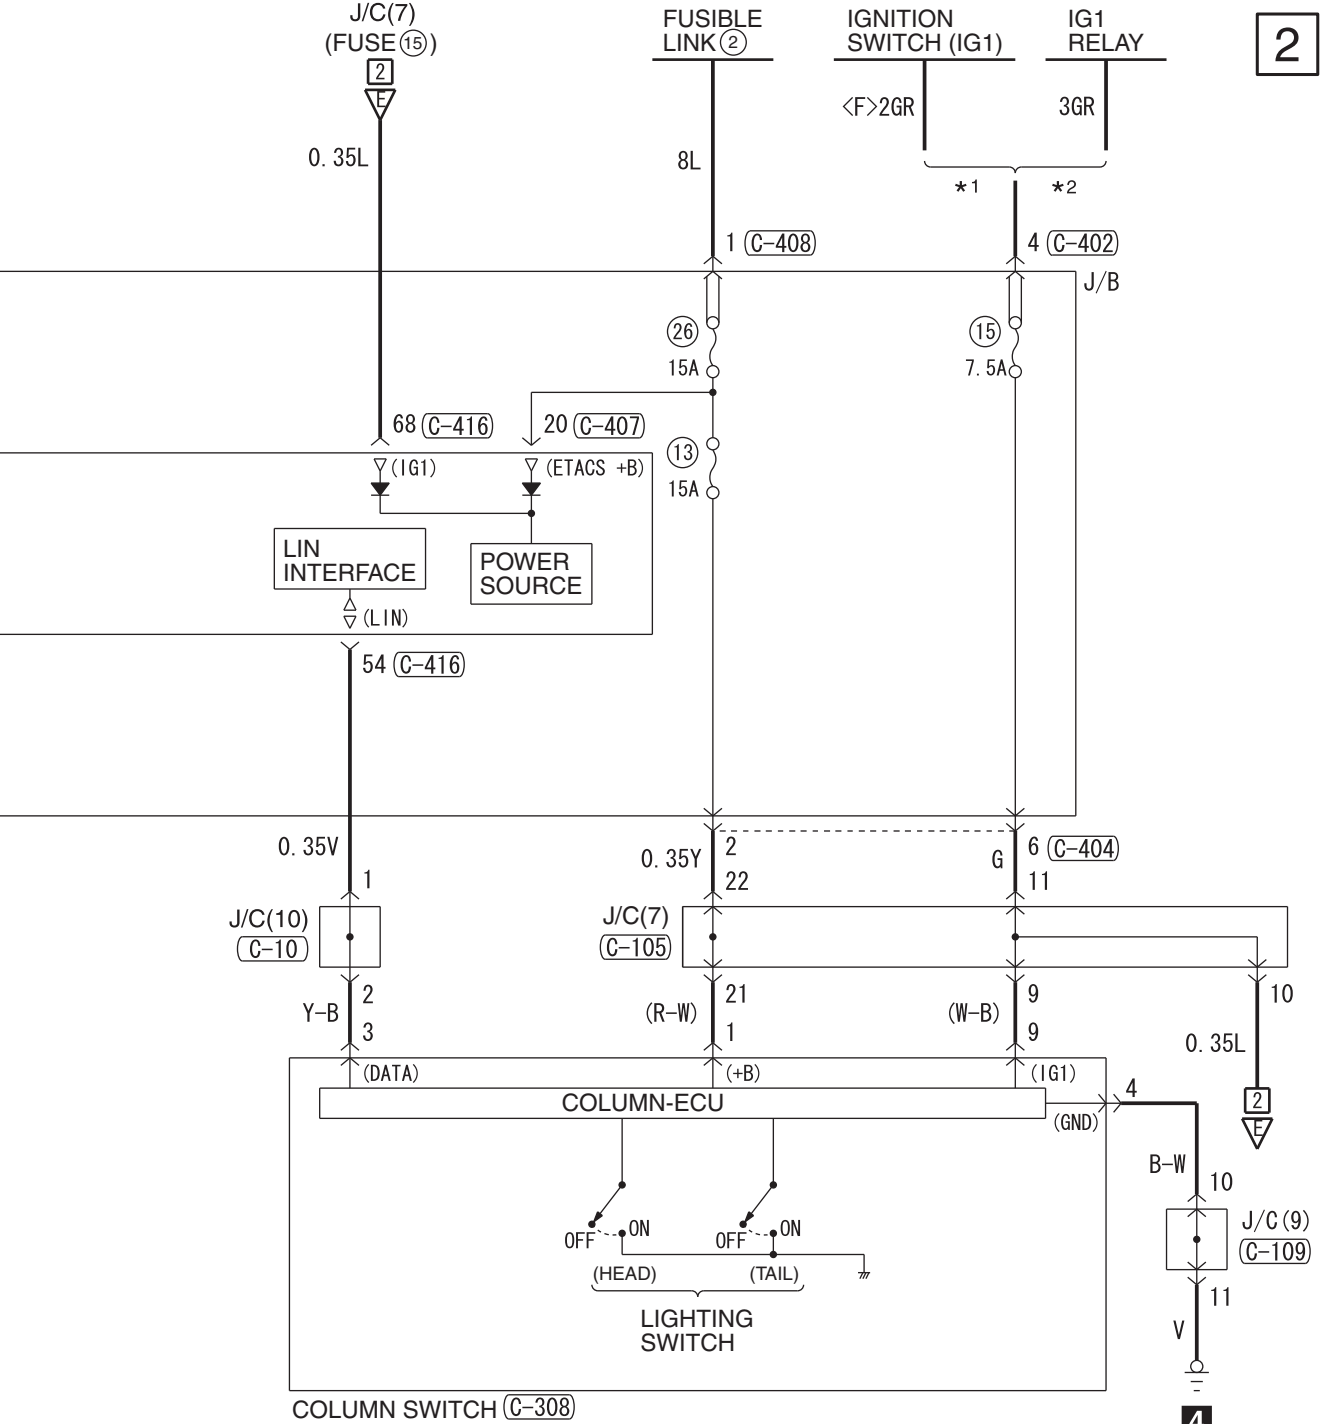 J/C(7)
(FUSE⑮)
2
E
0.35L
FUSIBLE
LINK②
8L
IGNITION
SWITCH (IG1)
<F>2GR
IG1
RELAY
3GR
*1
*2
2
1 C-408
4 C-402
J/B
26
15A
15
7.5A
68 C-416
20 C-407
13
15A
(IG1)
(ETACS +B)
LIN
INTERFACE
POWER
SOURCE
(LIN)
54 C-416
0.35V
1
0.35Y
2
22
G
6 C-404
11
J/C(10)
C-10
J/C(7)
C-105
2
Y-B
3
21
(R-W)
1
9
(W-B)
9
10
0.35L
2
E
(DATA)
(+B)
(IG1)
COLUMN-ECU
(GND)
4
B-W
10
J/C(9)
C-109
11
V
4
OFF
ON
OFF
ON
(HEAD)
(TAIL)
LIGHTING
SWITCH
COLUMN SWITCH C-308